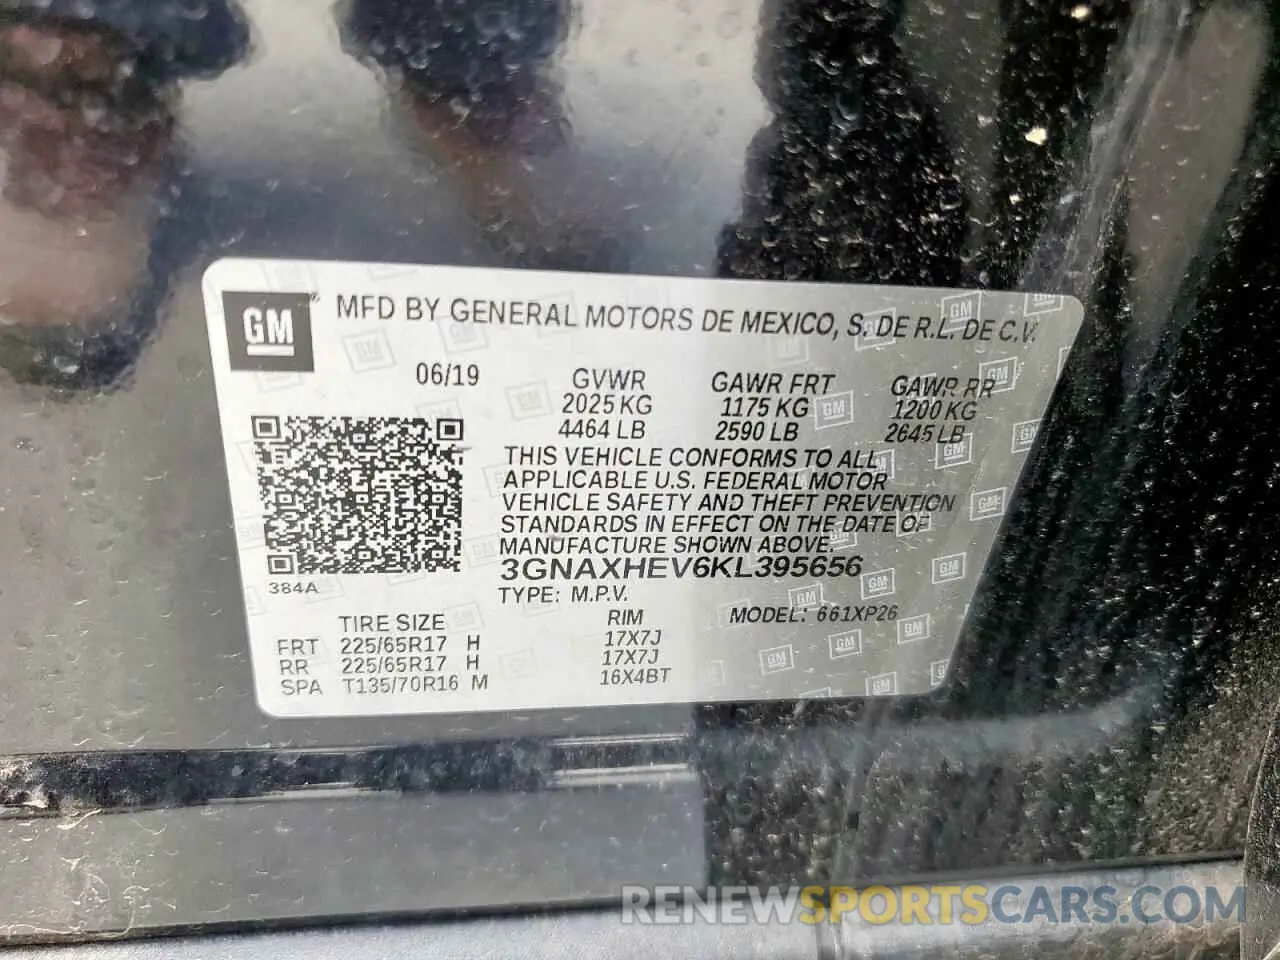 GM® MFD BY GENERAL MOTORS DE MEXICO, S. DE R.L. DE C.V.
06/19 GVWR GAWR FRT GAWR RR
2025 KG 1175 KG 1200 KG
4464 LB 2590 LB 2645 LB
THIS VEHICLE CONFORMS TO ALL
APPLICABLE U.S. FEDERAL MOTOR
VEHICLE SAFETY AND THEFT PREVENTION
STANDARDS IN EFFECT ON THE DATE OF
MANUFACTURE SHOWN ABOVE.
3GNAXHEV6KL395656
384A TYPE: M.P.V.
TIRE SIZE RIM MODEL: 661XP26
FRT 225/65R17 H 17X7J
RR 225/65R17 H 17X7J
SPA T135/70R16 M 16X4BT
RENEWSPORTSCARS.COM